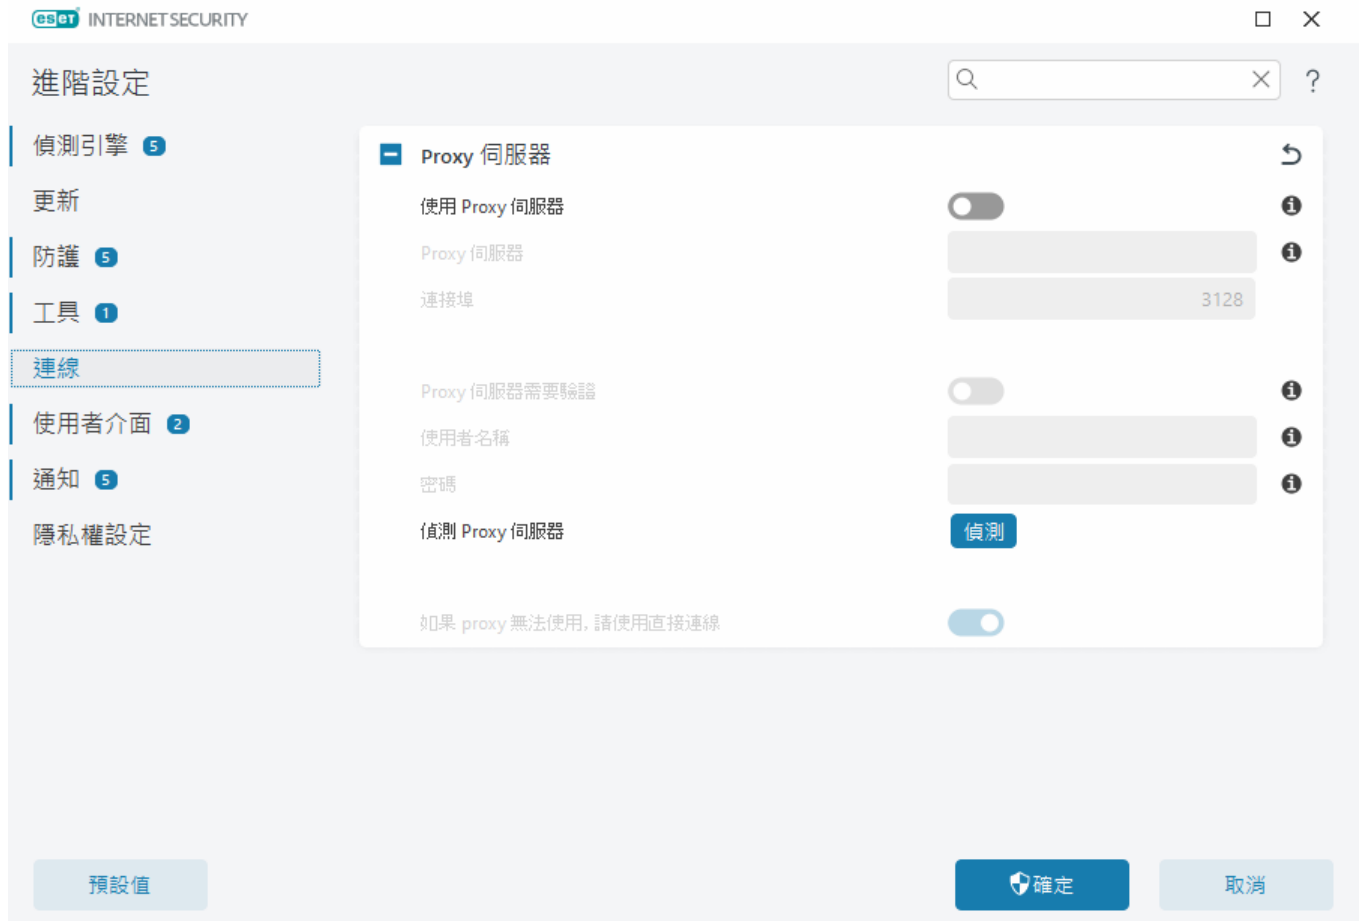 eset INTERNET SECURITY
進階設定
?
偵測引擎 5
更新
防護 5
工具 1
連線
使用者介面 2
通知 5
隱私權設定
Proxy 伺服器
使用 Proxy 伺服器
Proxy 伺服器
連接埠 3128
Proxy 伺服器需要驗證
使用者名稱
密碼
偵測 Proxy 伺服器 偵測
如果 proxy 無法使用, 請使用直接連線
預設值 確定 取消